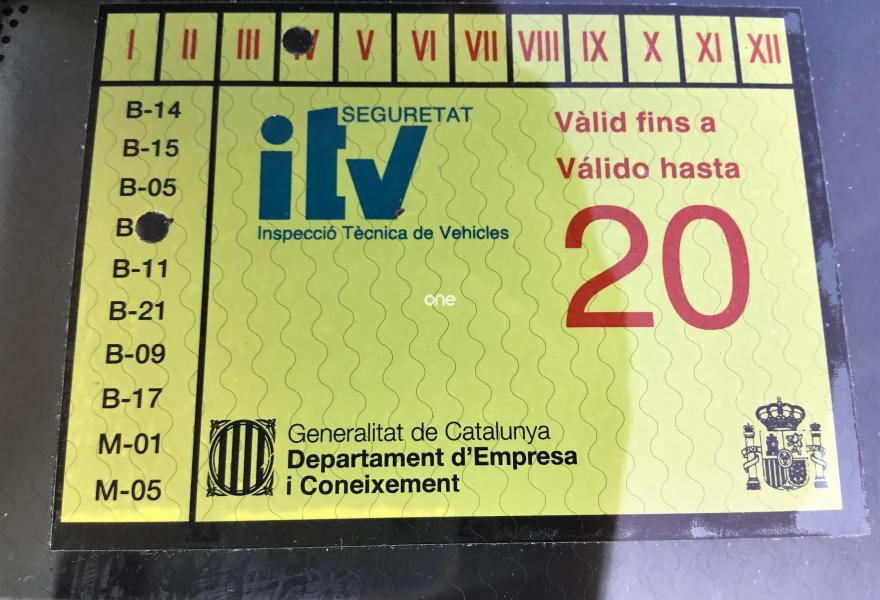 I II III V VI VII VIII IX X XI XII
B-14
B-15
B-05
B-11
B-21
B-09
B-17
M-01
M-05
SEGURETAT
itv
Inspecció Tècnica de Vehicles
Vàlid fins a
Válido hasta
20
one
Generalitat de Catalunya
Departament d'Empresa
i Coneixement